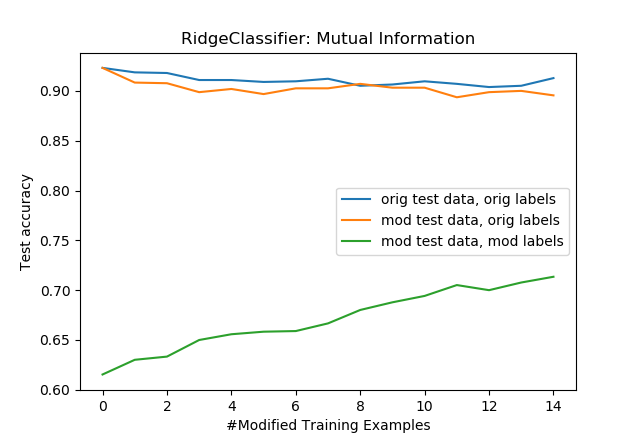 RidgeClassifier: Mutual Information
Test accuracy
0.90
0.85
0.80
0.75
0.70
0.65
0.60
orig test data, orig labels
mod test data, orig labels
mod test data, mod labels
0 2 4 6 8 10 12 14
#Modified Training Examples